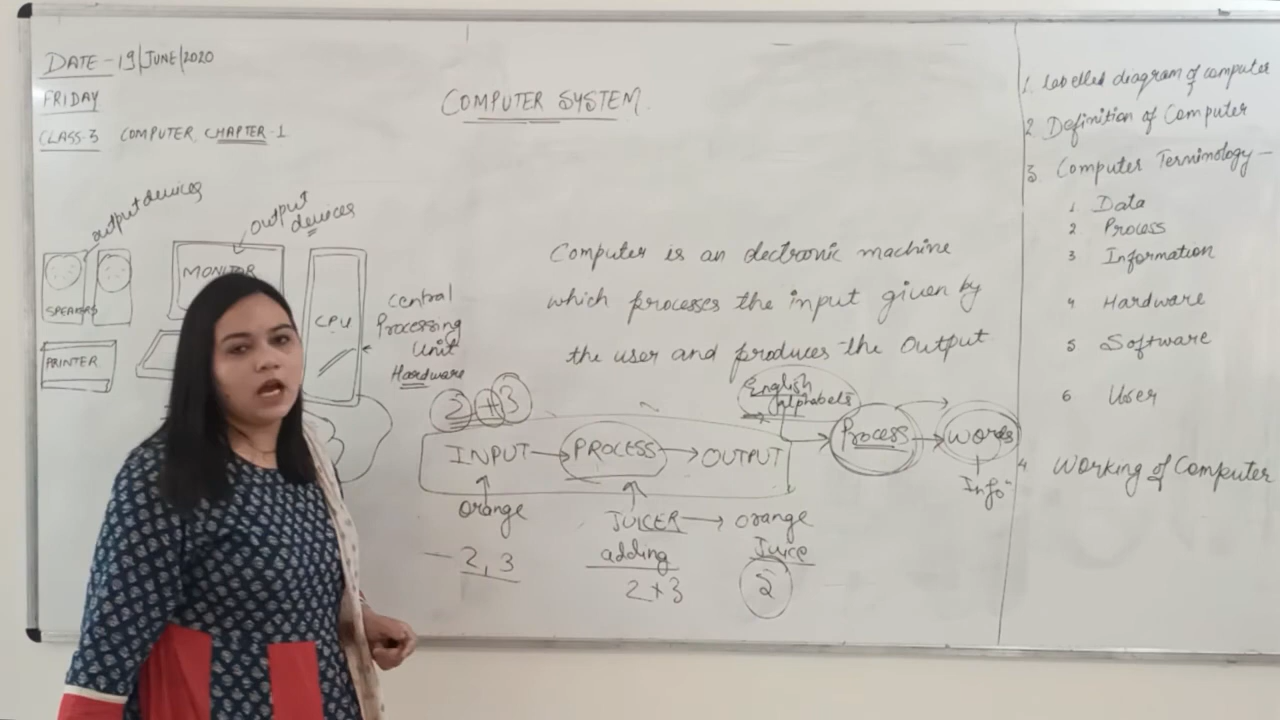 DATE - 19/JUNE/2020
FRIDAY
CLASS-3 COMPUTER CHAPTER-1
COMPUTER SYSTEM
output devices
output
devices
SPEAKERS
MONITOR
CPU
PRINTER
Central
Processing
Unit
Hardware
Computer is an electronic machine
which processes the input given by
the user and produces the output
2 + 3
INPUT → PROCESS → OUTPUT
orange
JUICER → orange
Juice
- 2, 3
adding
2+3
English
alphabets
Process → words
Info
1. labelled diagram of computer
2. Definition of Computer
3. Computer Terminology -
1 Data
2 Process
3 Information
4 Hardware
5 Software
6 User
4 Working of Computer